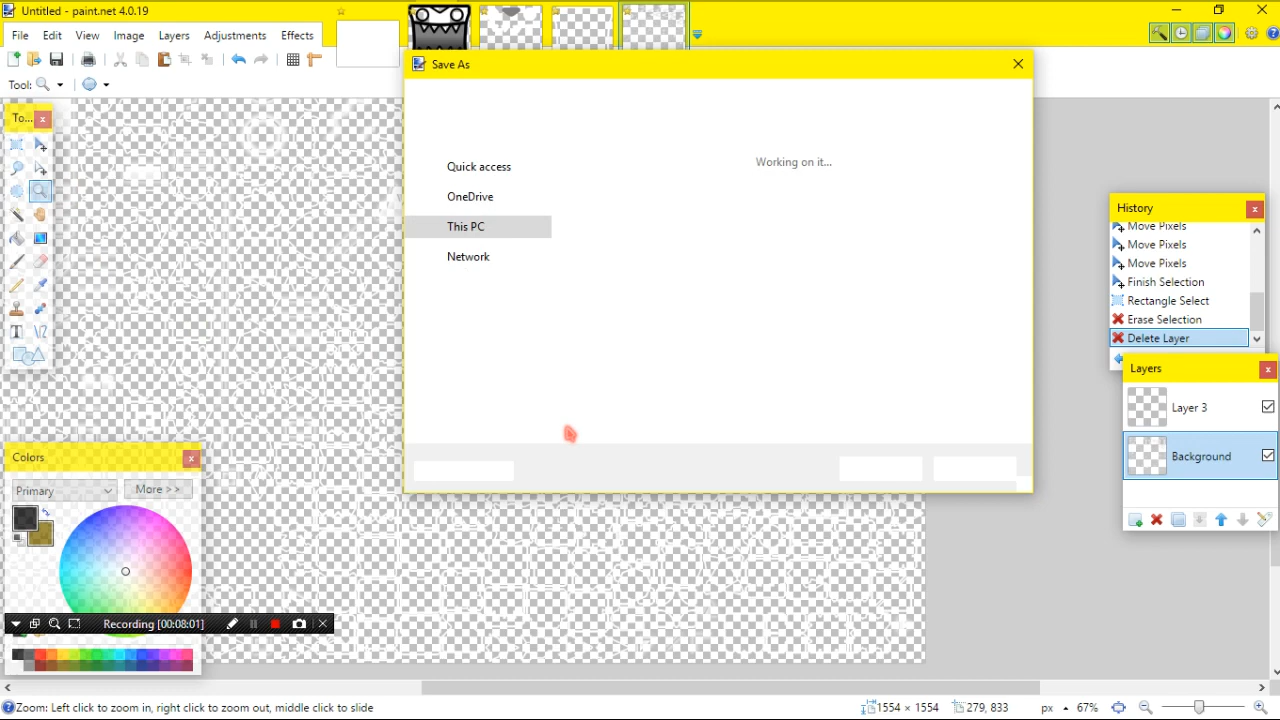 Untitled - paint.net 4.0.19
File Edit View Image Layers Adjustments Effects
Tool:
Save As
Quick access
OneDrive
This PC
Network
Working on it...
To...
History
Move Pixels
Move Pixels
Move Pixels
Finish Selection
Rectangle Select
Erase Selection
Delete Layer
Layers
Layer 3
Background
Colors
Primary
More >>
Recording [00:08:01]
Zoom: Left click to zoom in, right click to zoom out, middle click to slide
1554 × 1554
279, 833
px
67%